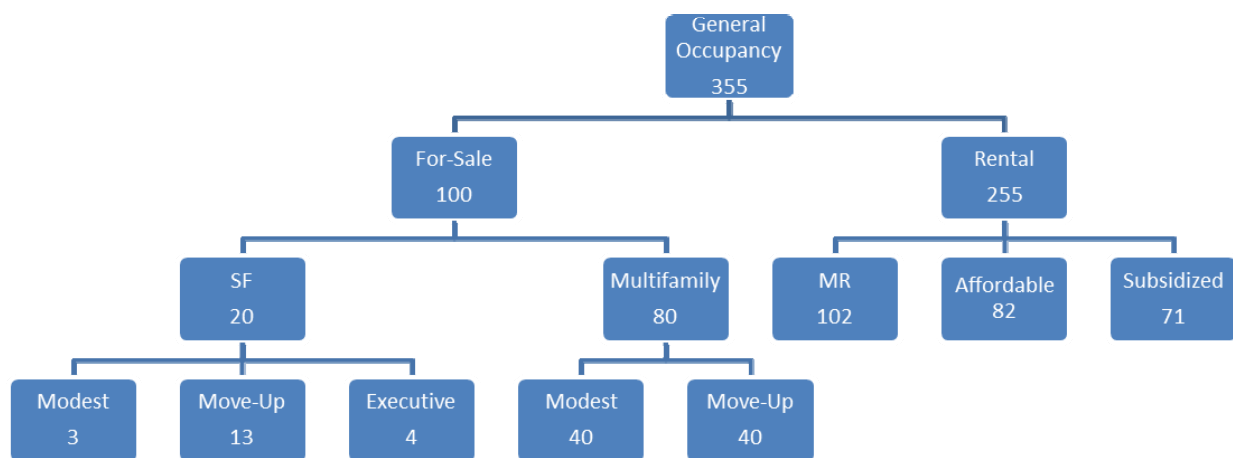 General
Occupancy
355
For-Sale
100
Rental
255
SF
20
Multifamily
80
MR
102
Affordable
82
Subsidized
71
Modest
3
Move-Up
13
Executive
4
Modest
40
Move-Up
40